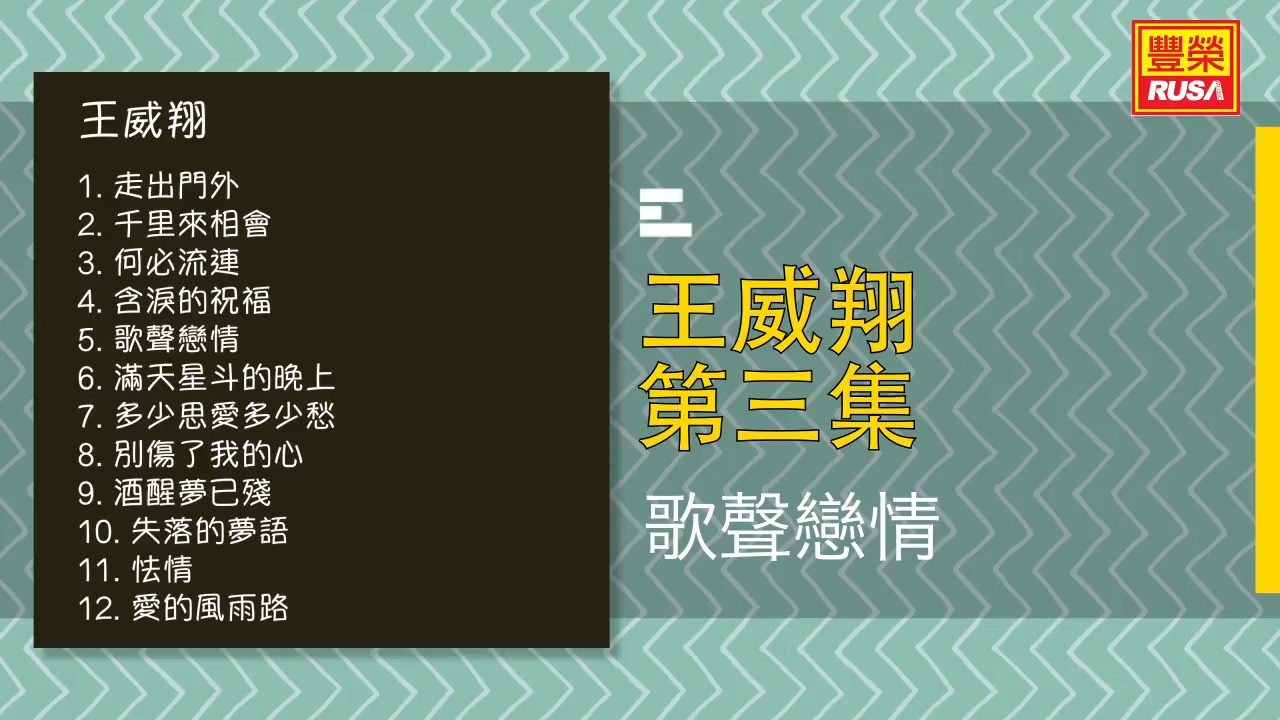 王威翔
1. 走出門外
2. 千里來相會
3. 何必流連
4. 含淚的祝福
5. 歌聲戀情
6. 滿天星斗的晚上
7. 多少思愛多少愁
8. 別傷了我的心
9. 酒醒夢已殘
10. 失落的夢語
11. 怯情
12. 愛的風雨路
豐榮
RUSA
王威翔
第三集
歌聲戀情